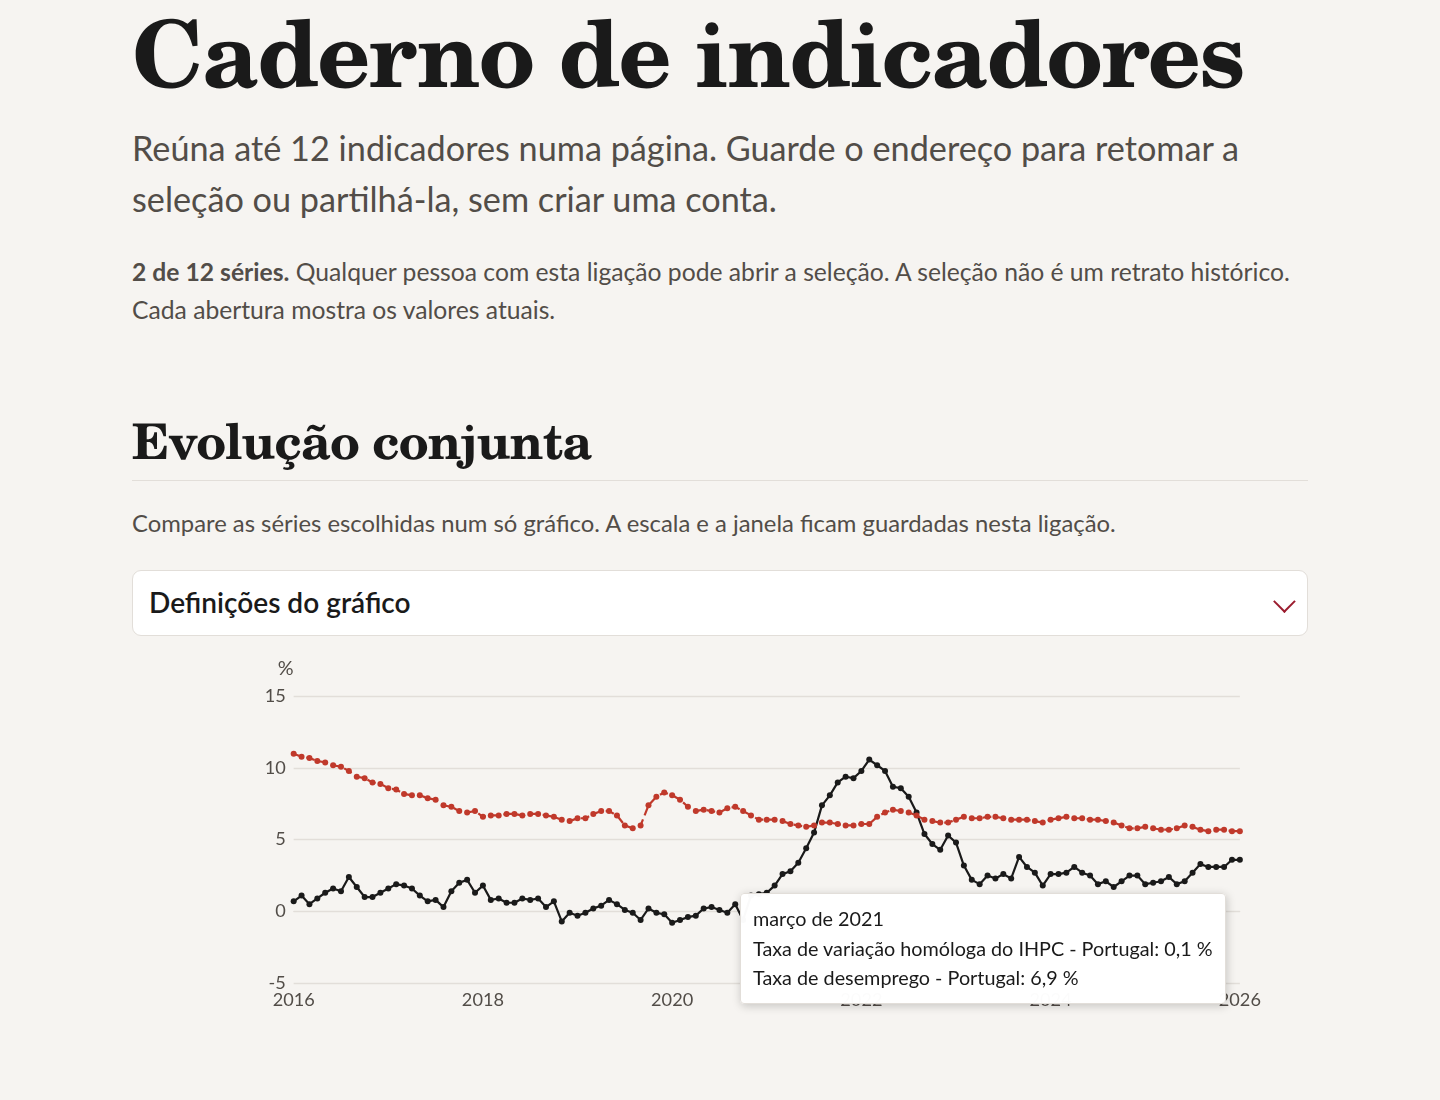 Caderno de indicadores
Reúna até 12 indicadores numa página. Guarde o endereço para retomar a
seleção ou partilhá-la, sem criar uma conta.
2 de 12 séries. Qualquer pessoa com esta ligação pode abrir a seleção. A seleção não é um retrato histórico.
Cada abertura mostra os valores atuais.
Evolução conjunta
Compare as séries escolhidas num só gráfico. A escala e a janela ficam guardadas nesta ligação.
Definições do gráfico
%
15
10
5
0
-5
março de 2021
Taxa de variação homóloga do IHPC - Portugal: 0,1 %
Taxa de desemprego - Portugal: 6,9 %
2016 2018 2020 2026